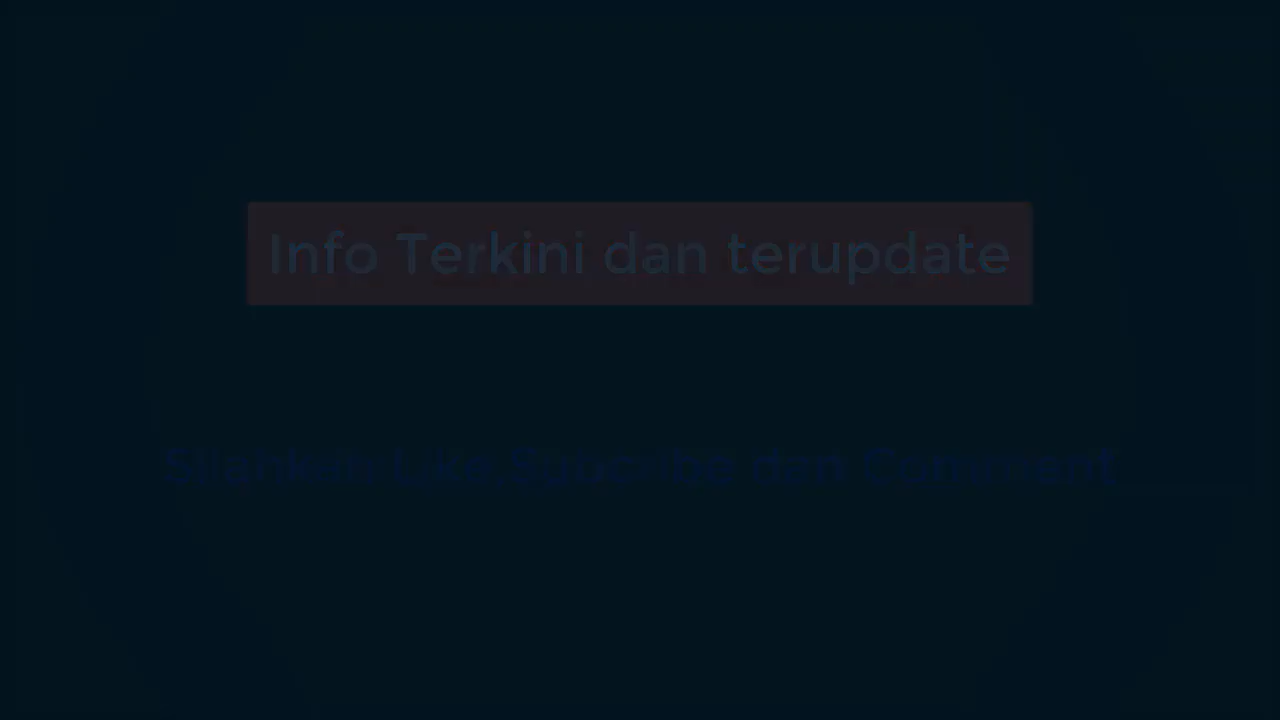 Info Terkini dan terupdate
Silahkan Like,Subcribe dan Comment